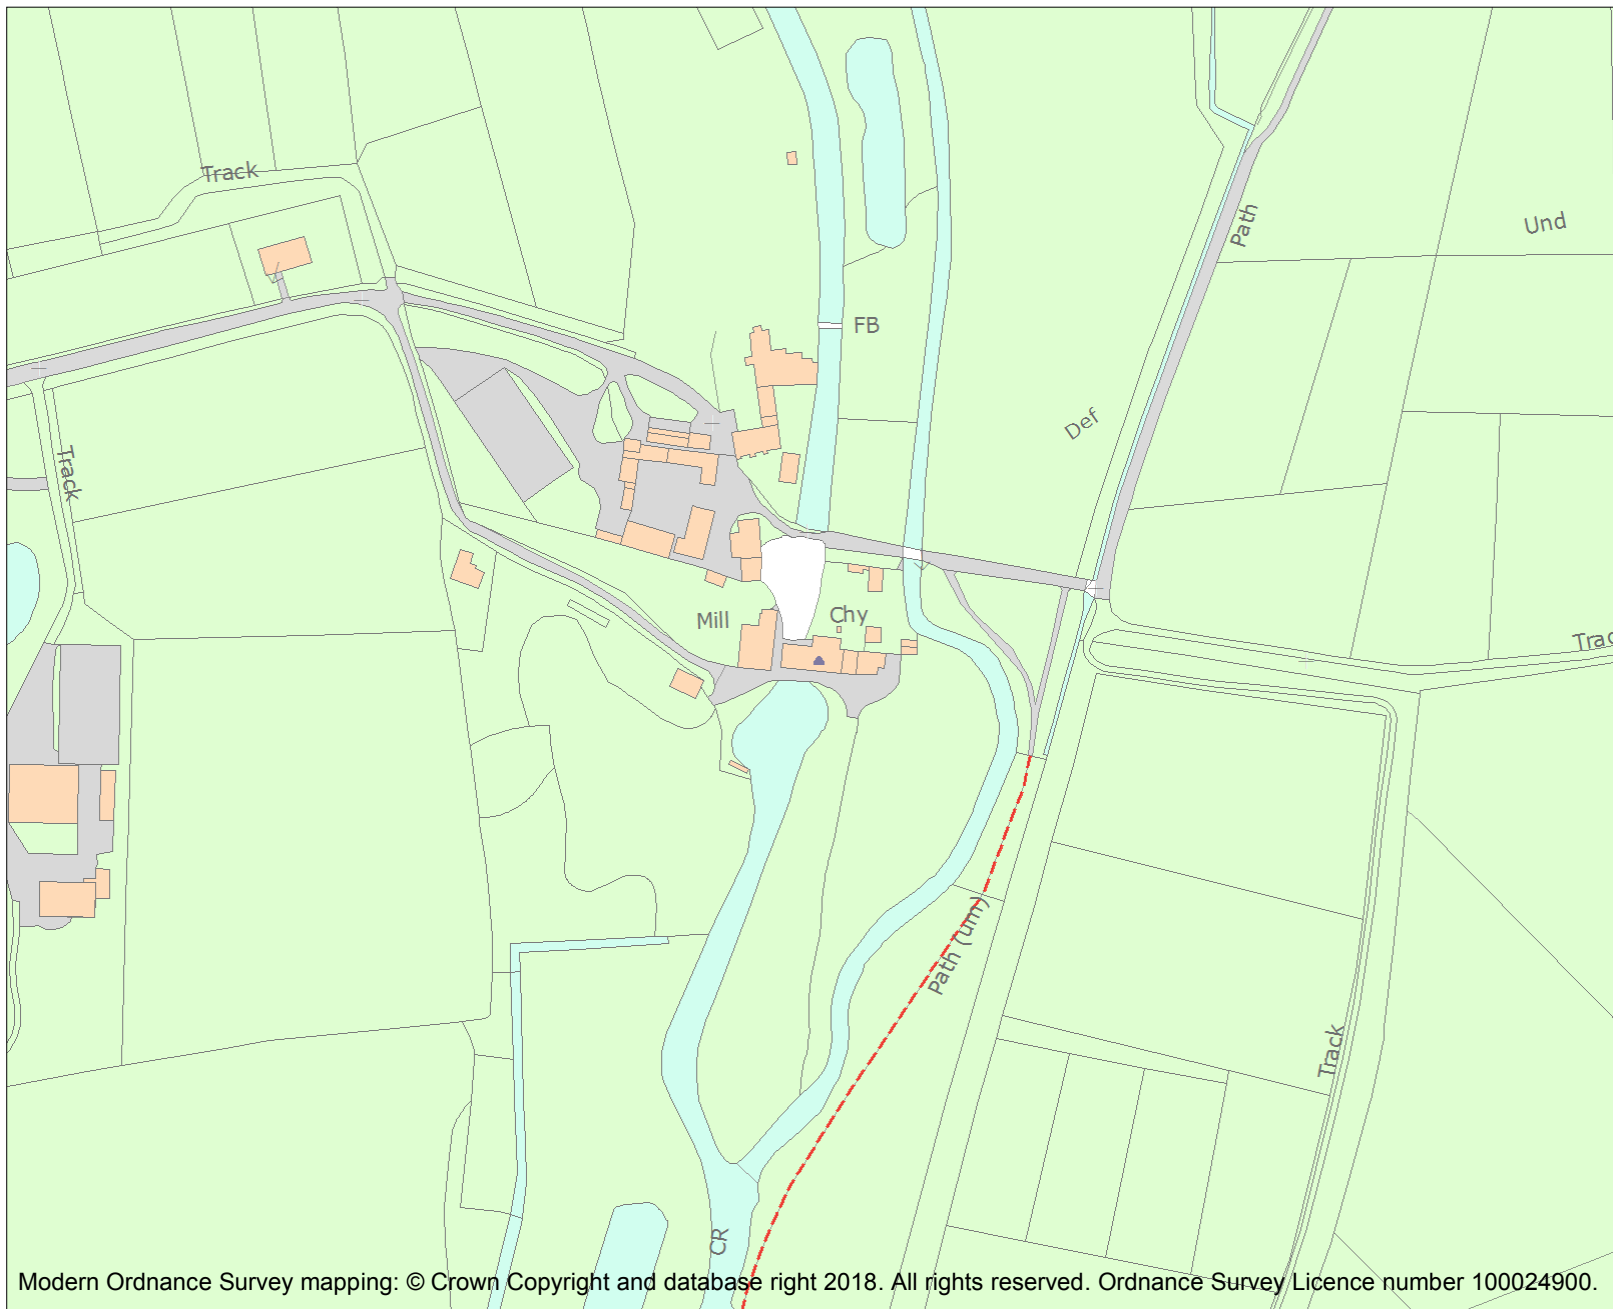 Track
Path
Und
FB
Def
Track
Mill
Chy
Path (um)
Track
CR
Modern Ordnance Survey mapping: © Crown Copyright and database right 2018. All rights reserved. Ordnance Survey Licence number 100024900.